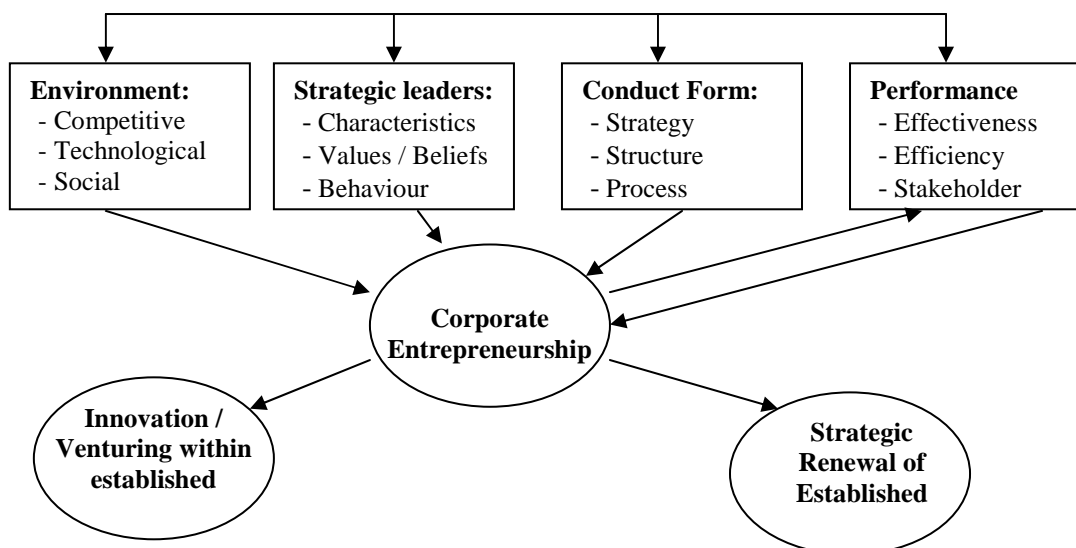 Environment:
- Competitive
- Technological
- Social
Strategic leaders:
- Characteristics
- Values / Beliefs
- Behaviour
Conduct Form:
- Strategy
- Structure
- Process
Performance
- Effectiveness
- Efficiency
- Stakeholder
Corporate
Entrepreneurship
Innovation /
Venturing within
established
Strategic
Renewal of
Established